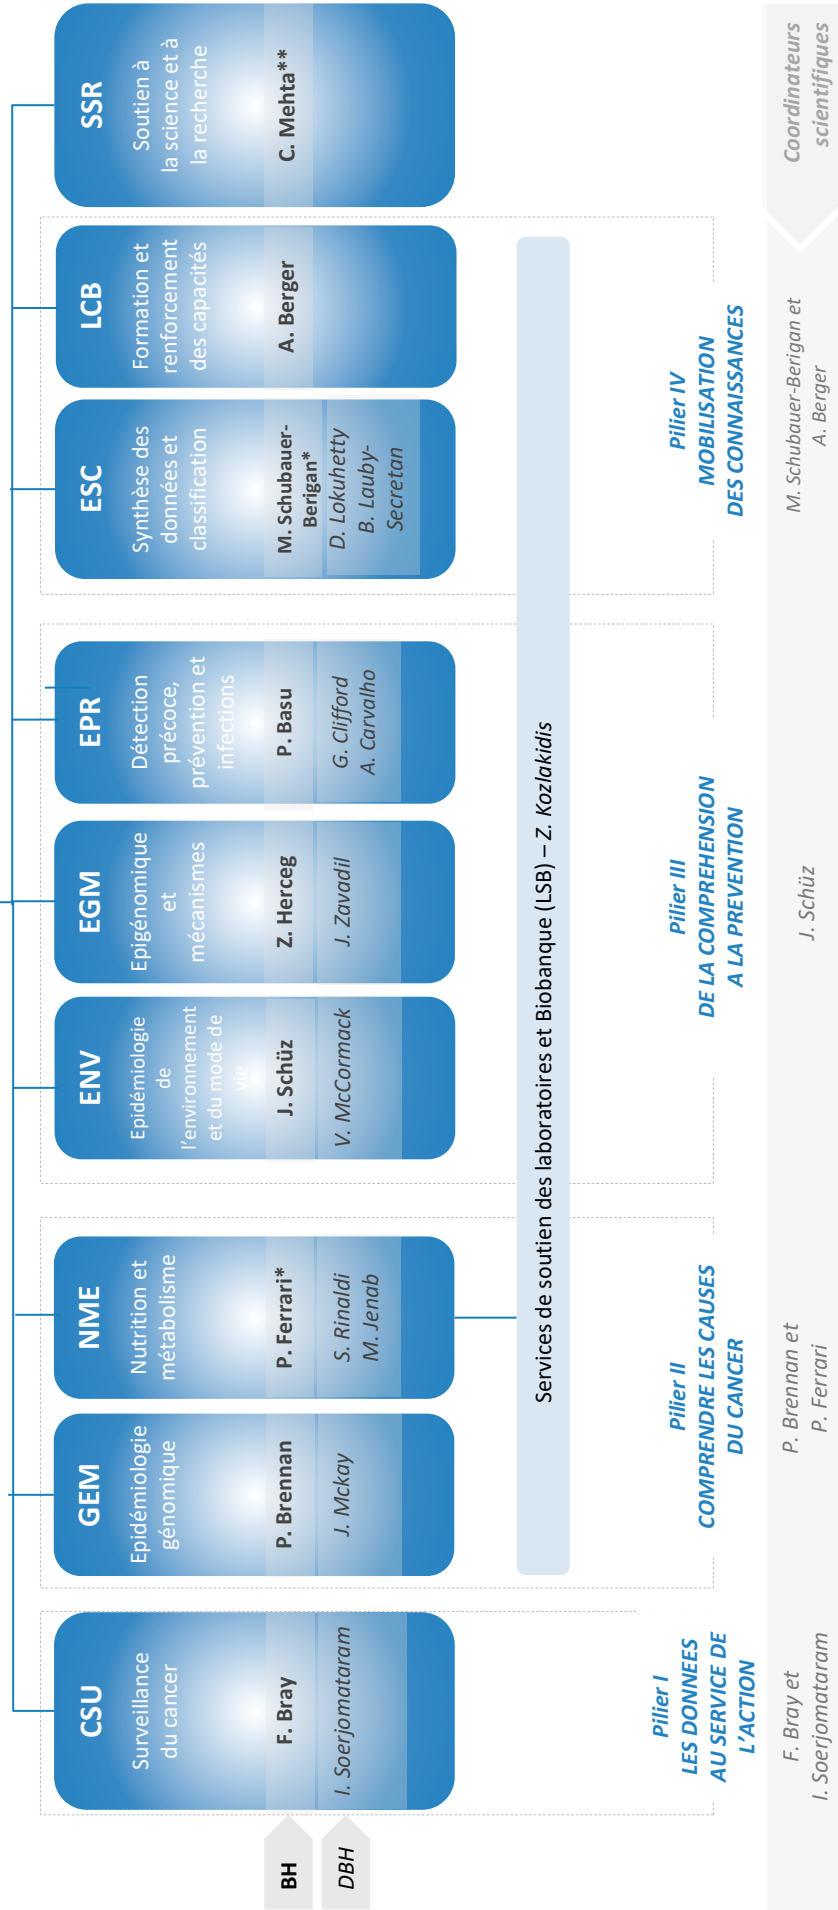 CSU
Surveillance
du cancer
F. Bray
I. Soerjomataram
GEM
Epidémiologie
génomique
P. Brennan
J. Mckay
NME
Nutrition et
métabolisme
P. Ferrari*
S. Rinaldi
M. Jenab
ENV
Epidémiologie
de
l'environnement
et du mode de
vie
J. Schüz
V. McCormack
EGM
Epigénomique
et
mécanismes
Z. Herceg
J. Zavadil
EPR
Détection
précoce,
prévention et
infections
P. Basu
G. Clifford
A. Carvalho
ESC
Synthèse des
données et
classification
M. Schubauer-
Berigan*
D. Lokuhetty
B. Lauby-
Secretan
LCB
Formation et
renforcement
des capacités
A. Berger
SSR
Soutien à
la science et à
la recherche
C. Mehta**
BH
DBH
Services de soutien des laboratoires et Biobanque (LSB) – Z. Kozlakidis
Pilier I
LES DONNEES
AU SERVICE DE
L'ACTION
Pilier II
COMPRENDRE LES CAUSES
DU CANCER
Pilier III
DE LA COMPREHENSION
A LA PREVENTION
Pilier IV
MOBILISATION
DES CONNAISSANCES
F. Bray et
I. Soerjomataram
P. Brennan et
P. Ferrari
J. Schüz
M. Schubauer-Berigan et
A. Berger
Coordinateurs
scientifiques